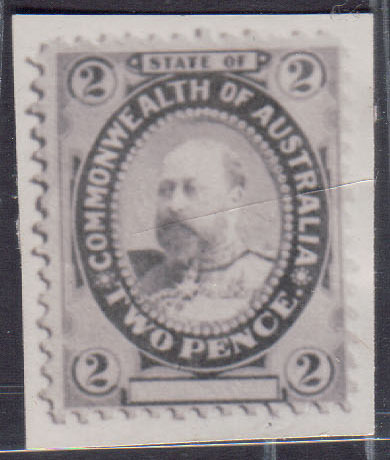 2 STATE OF 2
COMMONWEALTH OF AUSTRALIA
TWO PENCE.
2 2